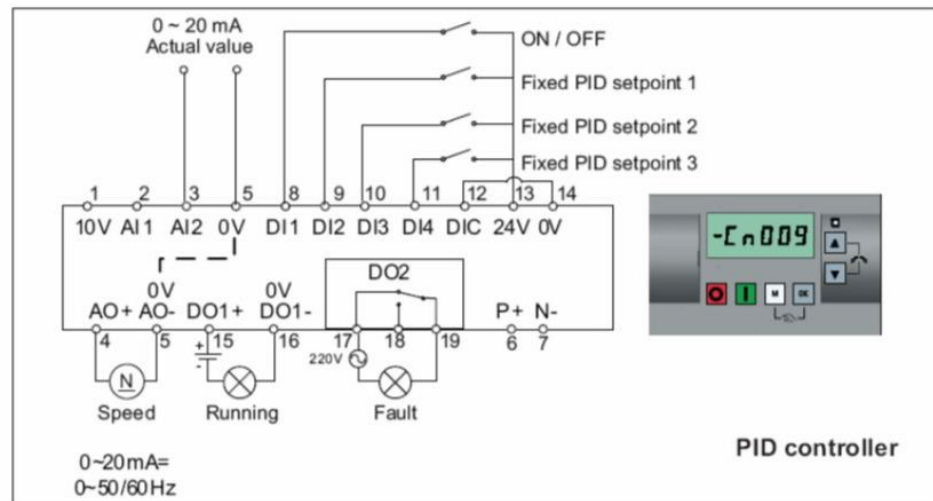 0 ~ 20 mA
Actual value
ON / OFF
Fixed PID setpoint 1
Fixed PID setpoint 2
Fixed PID setpoint 3
1 2 3 5 8 9 10 11 12 13 14
10V AI1 AI2 0V DI1 DI2 DI3 DI4 DIC 24V 0V
-Cn009
M OK
DO2
0V 0V
AO+ AO- DO1+ DO1- P+ N-
4 5 + 15 16 17 18 19 6 7
-
220V
N
Speed Running Fault
PID controller
0~20mA=
0~50/60Hz